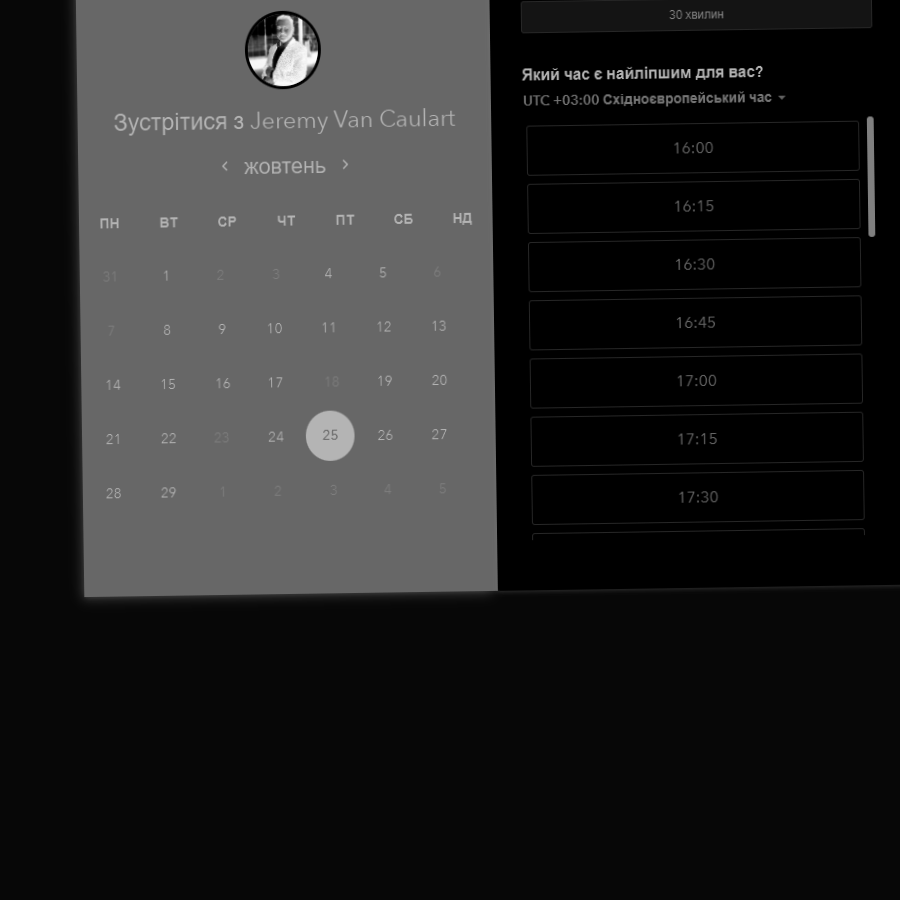 Зустрітися з Jeremy Van Caulart
‹ жовтень ›
ПН ВТ СР ЧТ ПТ СБ НД
31 1 2 3 4 5 6
7 8 9 10 11 12 13
14 15 16 17 18 19 20
21 22 23 24 25 26 27
28 29 1 2 3 4 5
30 хвилин
Який час є найліпшим для вас?
UTC +03:00 Східноєвропейський час
16:00
16:15
16:30
16:45
17:00
17:15
17:30